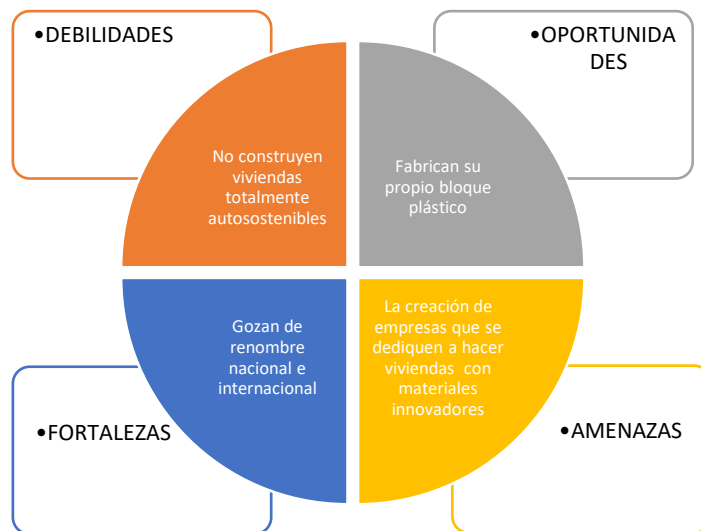 •DEBILIDADES
•OPORTUNIDA
DES
No construyen
viviendas
totalmente
autosostenibles
Fabrican su
propio bloque
plástico
Gozan de
renombre
nacional e
internacional
La creación de
empresas que se
dediquen a hacer
viviendas con
materiales
innovadores
•FORTALEZAS
•AMENAZAS